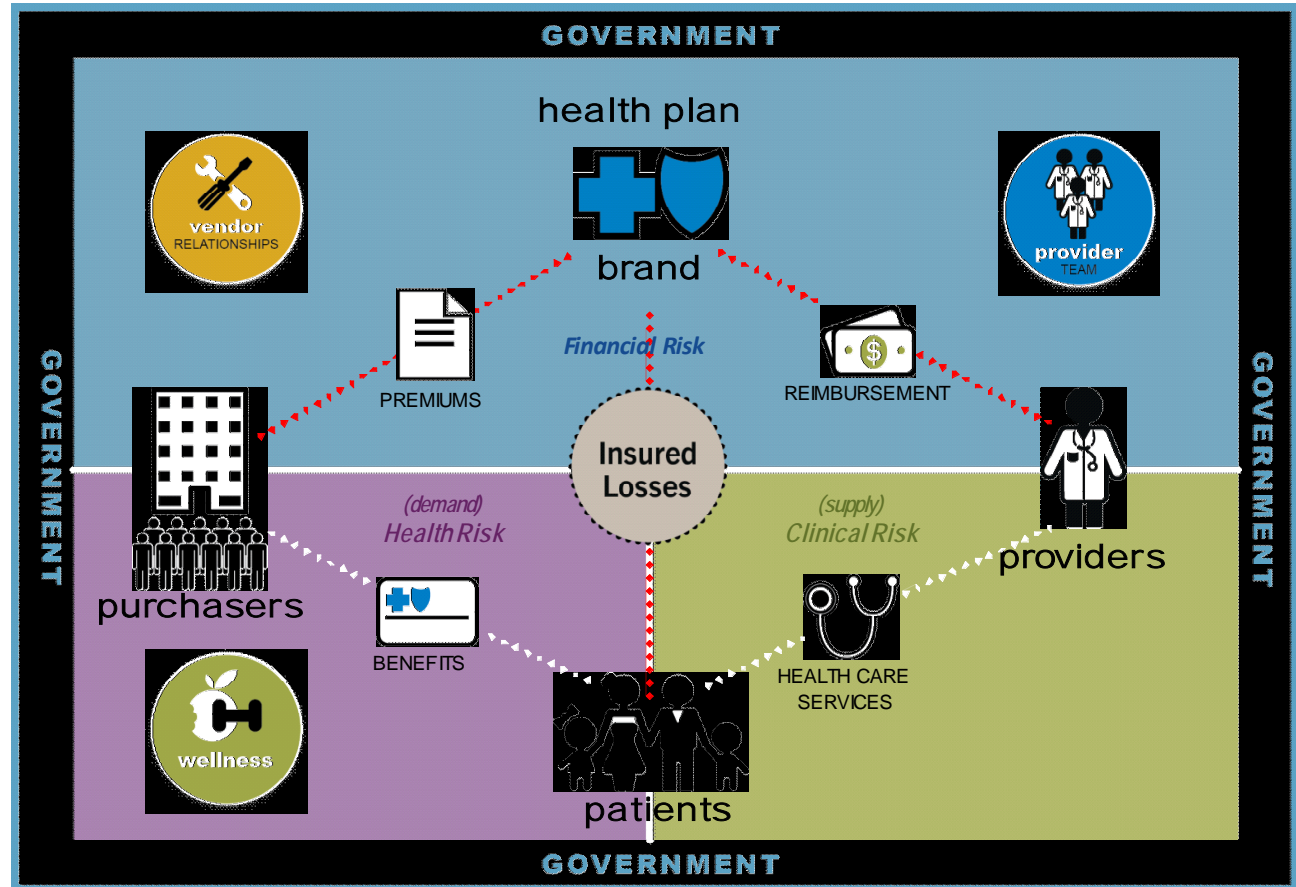 GOVERNMENT
health plan
vendor
RELATIONSHIPS
provider
TEAM
brand
Financial Risk
$
PREMIUMS
REIMBURSEMENT
GOVERNMENT
GOVERNMENT
Insured
Losses
(demand)
Health Risk
(supply)
Clinical Risk
providers
purchasers
BENEFITS
HEALTH CARE
SERVICES
wellness
patients
GOVERNMENT